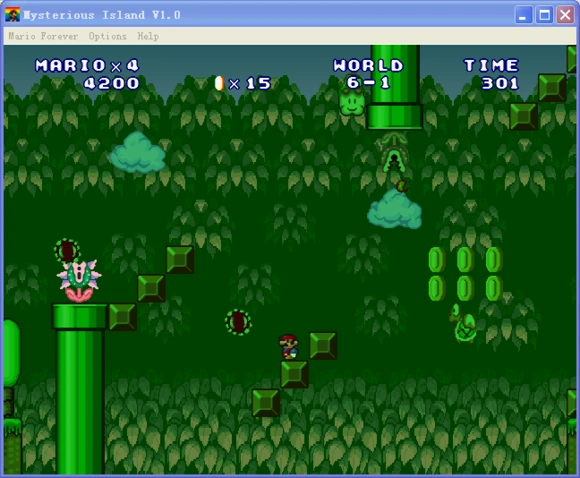 Mysterious Island V1.0
Mario Forever Options Help
MARIO×4 WORLD TIME
4200 ×15 6-1 301